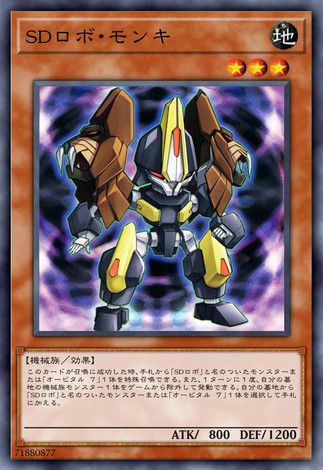 SDロボ・モンキ
地
【機械族／効果】
このカードが召喚に成功した時、手札から「SDロボ」と名のついたモンスターま
たは「オービタル 7」1体を特殊召喚できる。また、1ターンに1度、自分の墓
地の機械族モンスター1体をゲームから除外して発動できる。自分の墓地から
「SDロボ」と名のついたモンスターまたは「オービタル 7」1体を選択して手札
に加える。
ATK/ 800 DEF/1200
71880877